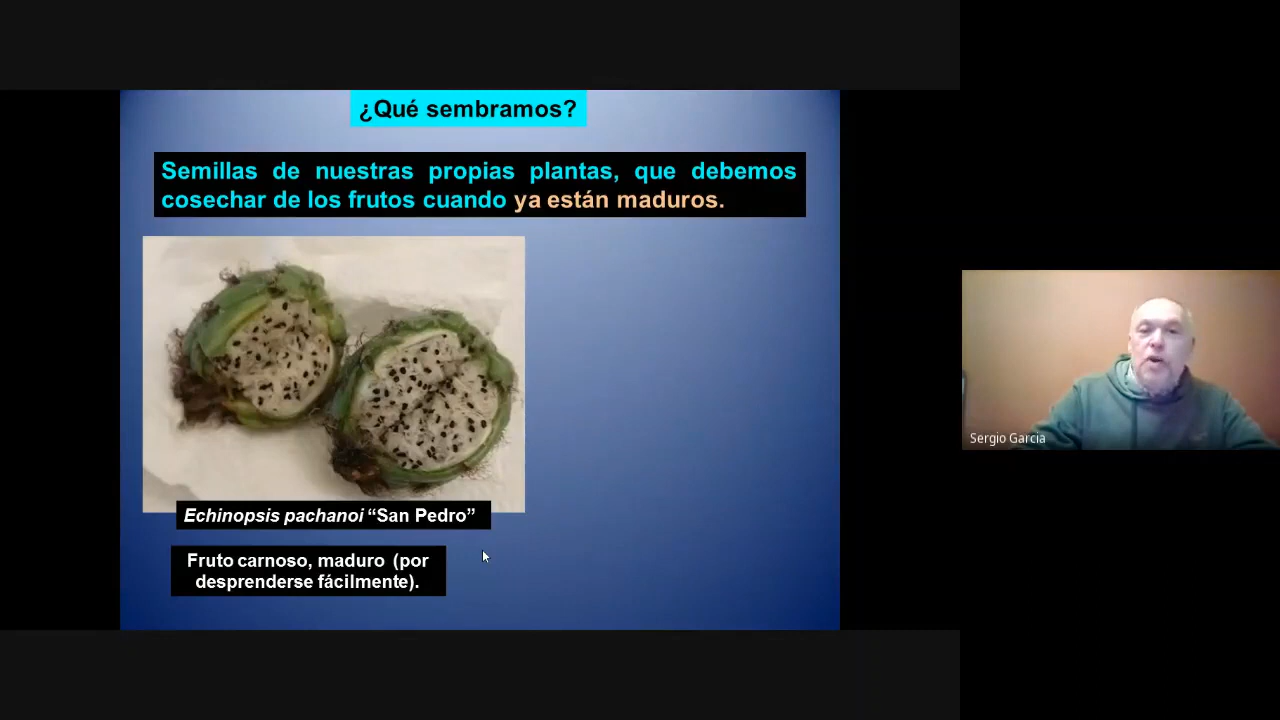 ¿Qué sembramos?
Semillas de nuestras propias plantas, que debemos
cosechar de los frutos cuando ya están maduros.
Echinopsis pachanoi “San Pedro”
Fruto carnoso, maduro (por
desprenderse fácilmente).
Sergio Garcia